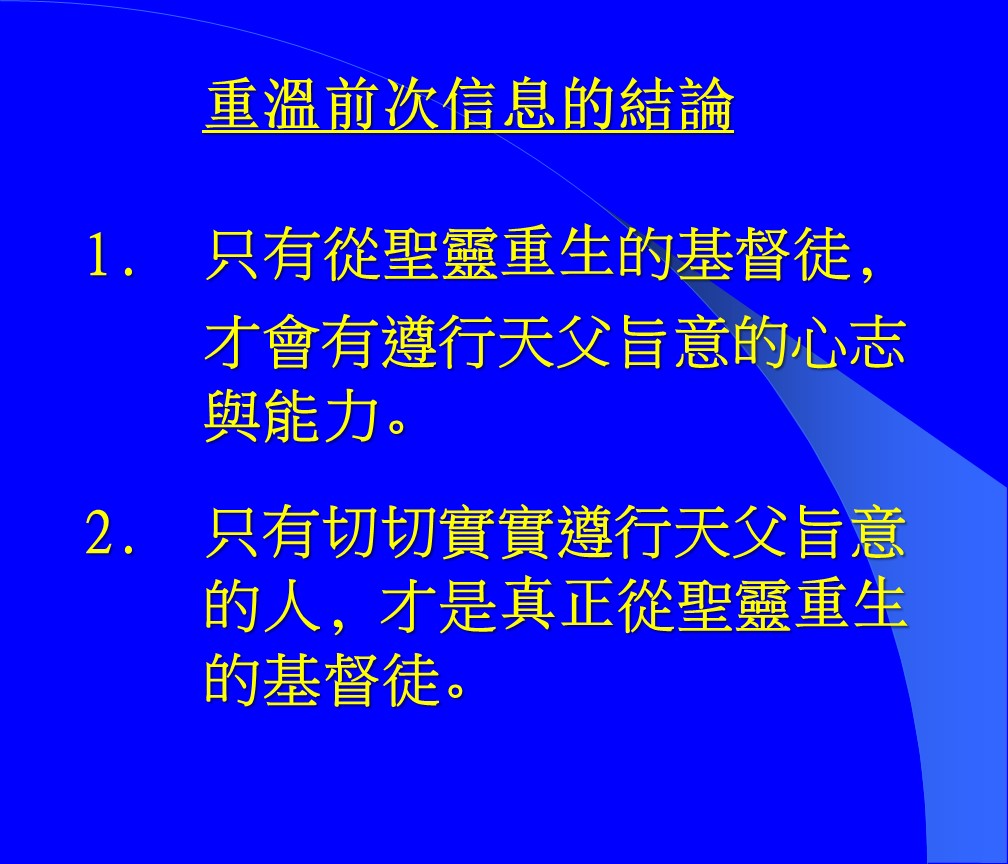 重溫前次信息的結論
1. 只有從聖靈重生的基督徒,
才會有遵行天父旨意的心志
與能力。
2. 只有切切實實遵行天父旨意
的人, 才是真正從聖靈重生
的基督徒。